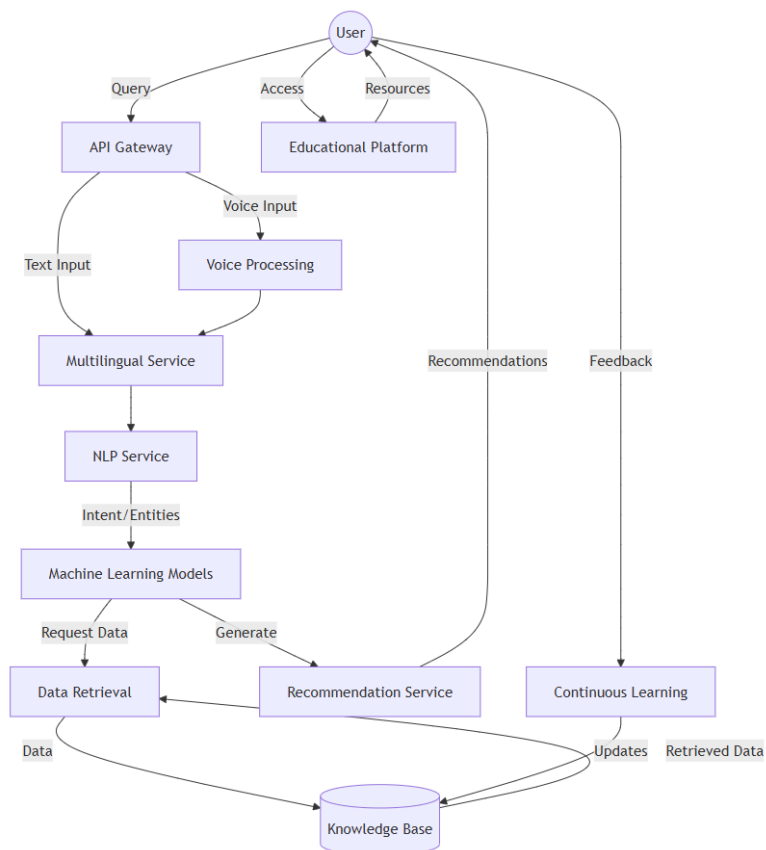 User
Query
Access
Resources
API Gateway
Educational Platform
Voice Input
Text Input
Voice Processing
Multilingual Service
Recommendations
Feedback
NLP Service
Intent/Entities
Machine Learning Models
Request Data
Generate
Data Retrieval
Recommendation Service
Continuous Learning
Data
Updates
Retrieved Data
Knowledge Base